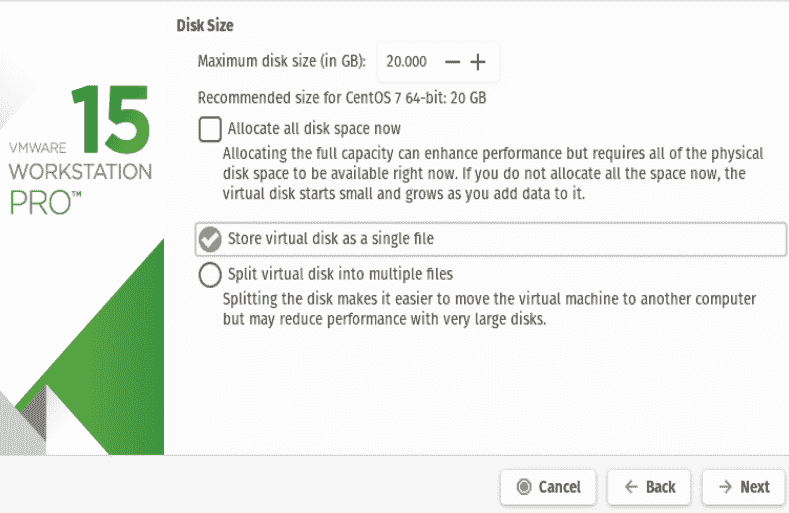 Disk Size
Maximum disk size (in GB): 20.000
Recommended size for CentOS 7 64-bit: 20 GB
Allocate all disk space now
Allocating the full capacity can enhance performance but requires all of the physical
disk space to be available right now. If you do not allocate all the space now, the
virtual disk starts small and grows as you add data to it.
15
VMWARE
WORKSTATION
PRO™
Store virtual disk as a single file
Split virtual disk into multiple files
Splitting the disk makes it easier to move the virtual machine to another computer
but may reduce performance with very large disks.
Cancel Back Next